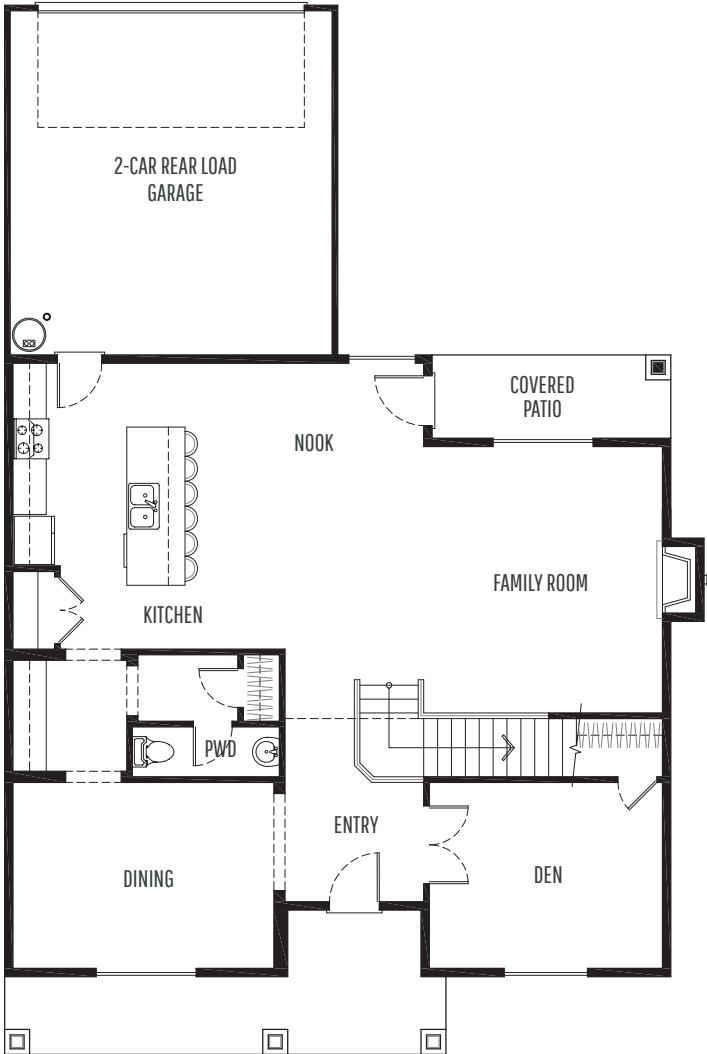 2-CAR REAR LOAD
GARAGE
COVERED
PATIO
NOOK
FAMILY ROOM
KITCHEN
PWD
ENTRY
DINING
DEN